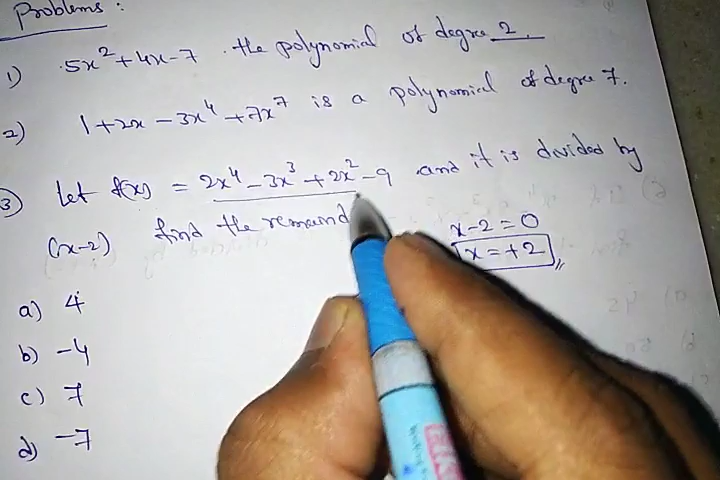 Problems :
1) 5x² + 4x - 7 the polynomial of degree 2.
2) 1 + 2x - 3x⁴ + 7x⁷ is a polynomial of degree 7.
3) Let f(x) = 2x⁴ - 3x³ + 2x² - 9 and it is divided by
(x-2) find the remaind
x - 2 = 0
x = +2
a) 4
b) -4
c) 7
d) -7